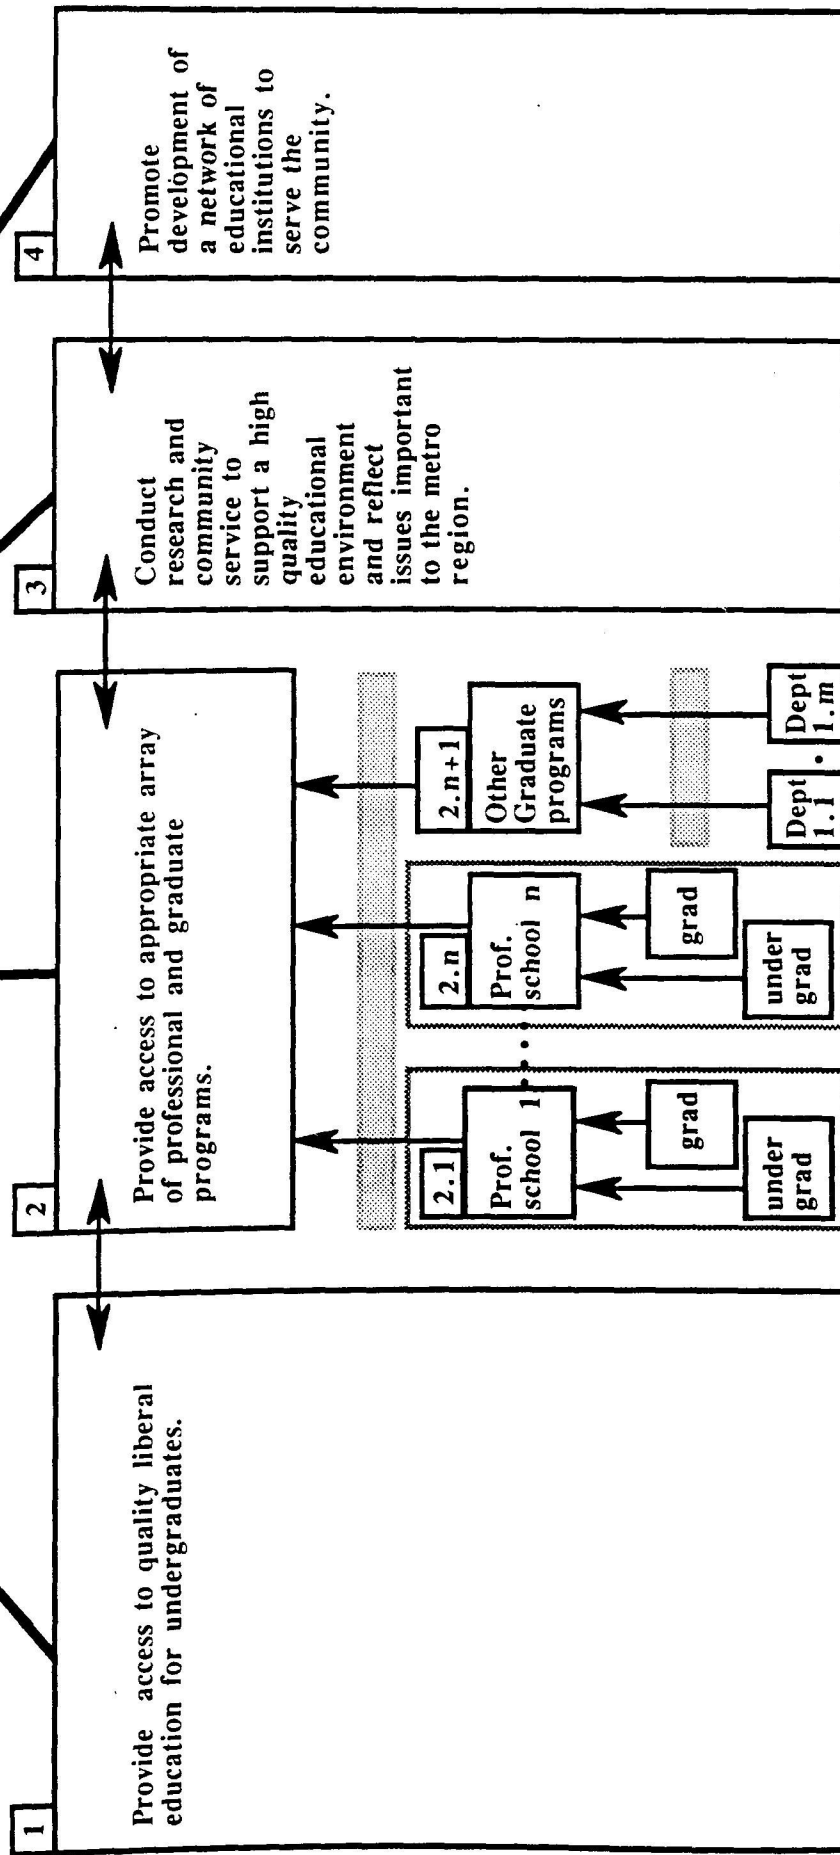 1
Provide access to quality liberal
education for undergraduates.
2
Provide access to appropriate array
of professional and graduate
programs.
2.1
Prof.
school 1
grad
under
grad
2.n
Prof.
school n
grad
under
grad
2.n+1
Other
Graduate
programs
Dept
1.1
Dept
1.m
3
Conduct
research and
community
service to
support a high
quality
educational
environment
and reflect
issues important
to the metro
region.
4
Promote
development of
a network of
educational
institutions to
serve the
community.